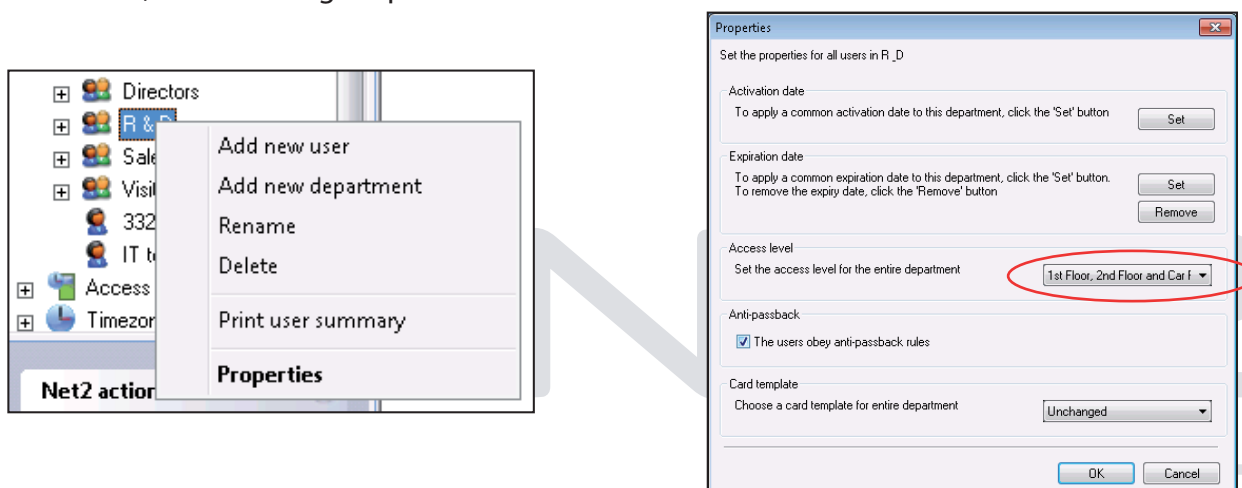 Directors
R & D
Add new user
Add new department
Rename
Delete
Print user summary
Properties
332
IT
Access
Net2
Properties
Set the properties for all users in R _D
Activation date
To apply a common activation date to this department, click the 'Set' button
Set
Expiration date
To apply a common expiration date to this department, click the 'Set' button.
To remove the expiry date, click the 'Remove' button
Set
Remove
Access level
Set the access level for the entire department
1st Floor, 2nd Floor and Car
Anti-passback
The users obey anti-passback rules
Card template
Choose a card template for entire department
Unchanged
OK
Cancel